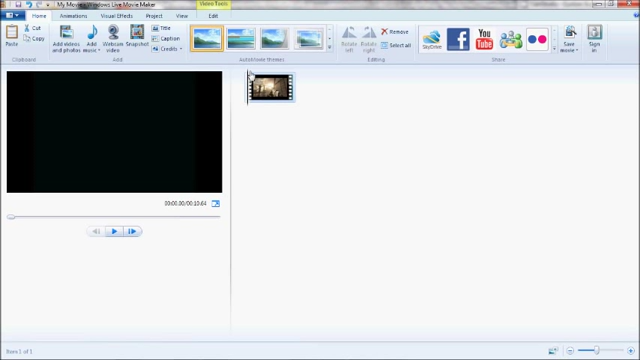 My Movie - Windows Live Movie Maker
Video Tools
Home Animations Visual Effects Project View Edit
Paste
Cut
Copy
Add videos and photos
Add music
Webcam video
Snapshot
Title
Caption
Credits
Rotate left
Rotate right
Remove
Select all
SkyDrive
You Tube
Save movie
Sign in
Clipboard Add AutoMovie themes Editing Share
00:00.00/00:10.64
Item 1 of 1